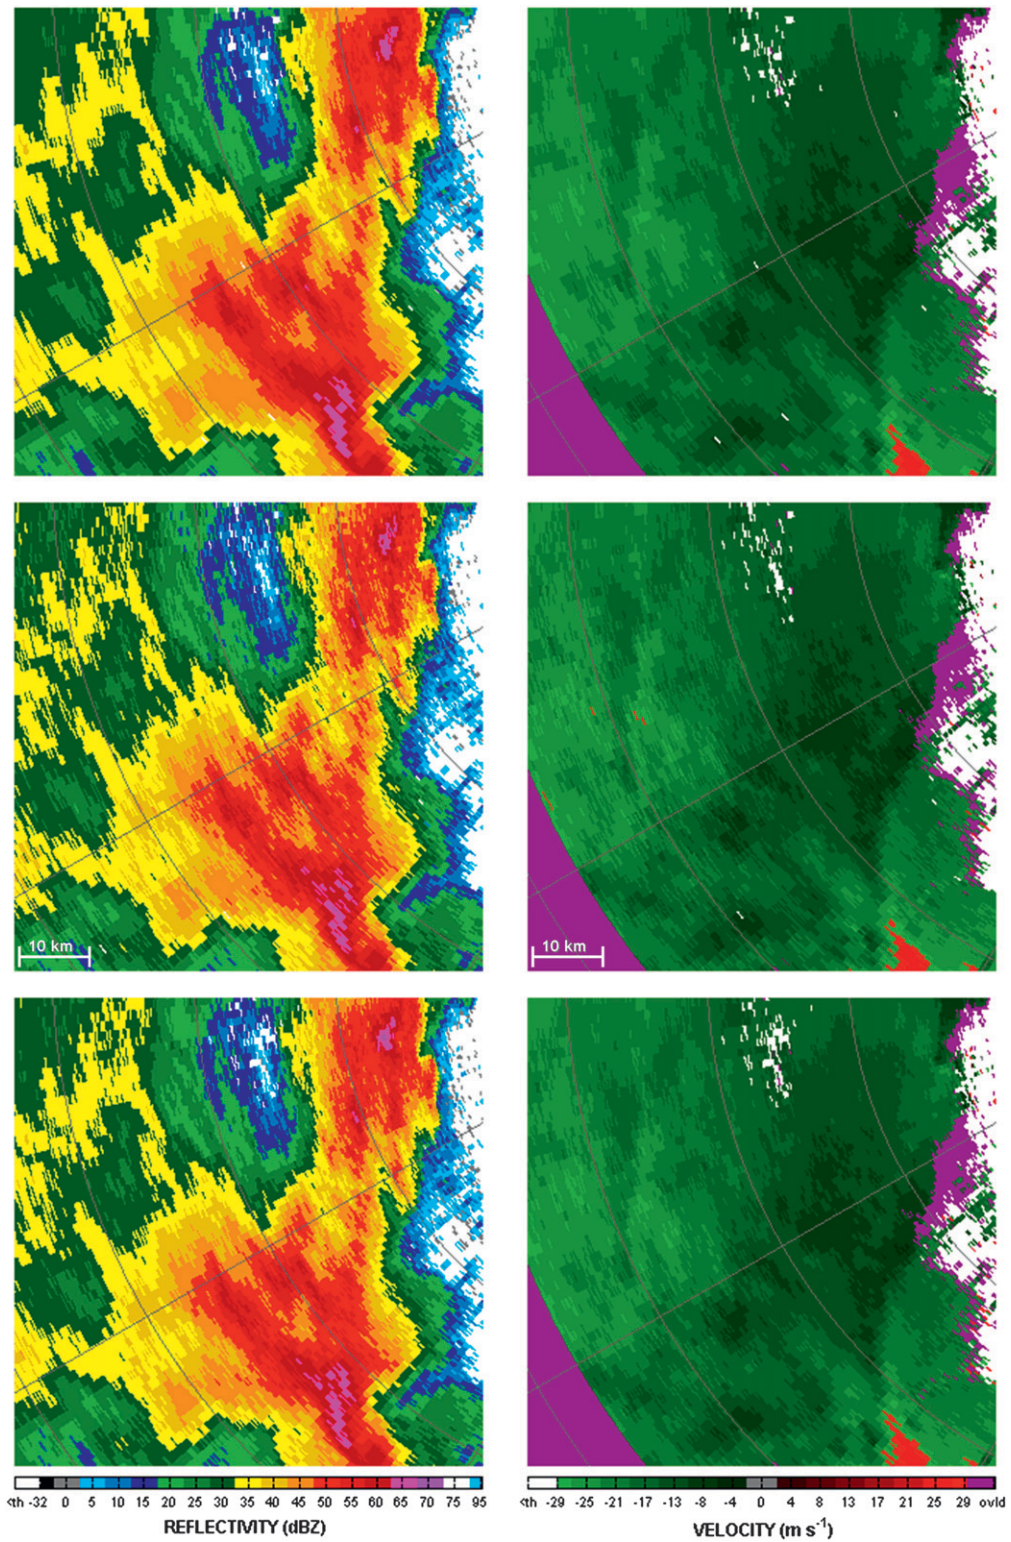 10 km
10 km
<th -32 0 5 10 15 20 25 30 35 40 45 50 55 60 65 70 75 95
<th -29 -25 -21 -17 -13 -8 -4 0 4 8 13 17 21 25 29 ovld
REFLECTIVITY (dBZ)
VELOCITY (m s⁻¹)